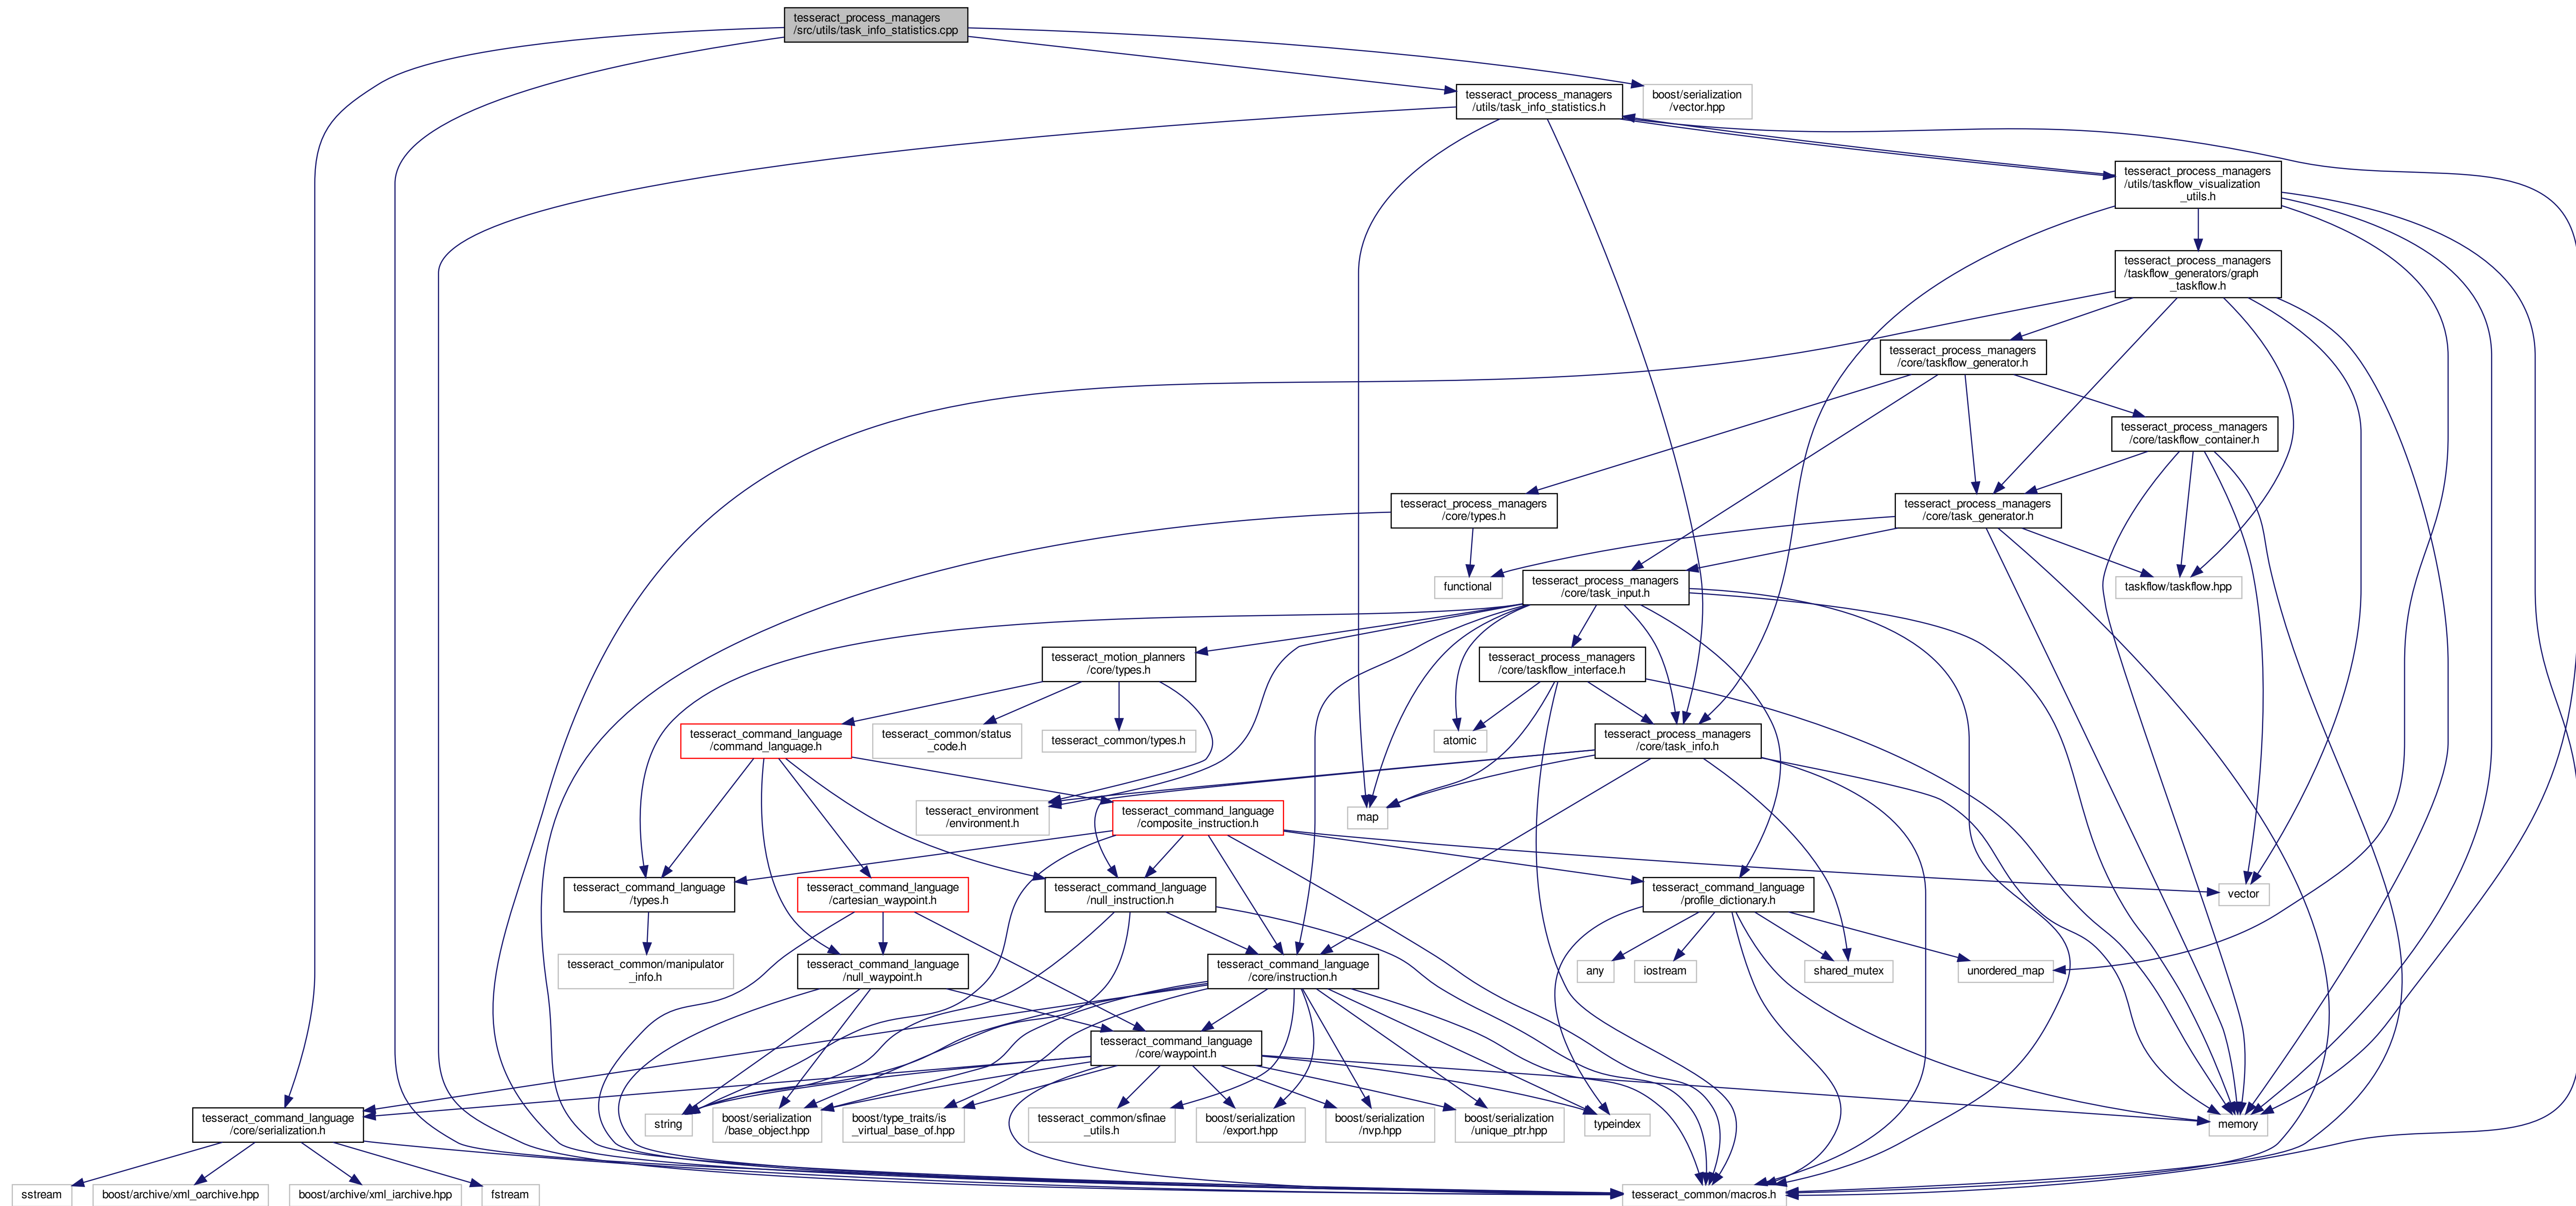 tesseract_process_managers
/src/utils/task_info_statistics.cpp
tesseract_process_managers
/utils/task_info_statistics.h
boost/serialization
/vector.hpp
tesseract_process_managers
/utils/taskflow_visualization
_utils.h
tesseract_process_managers
/taskflow_generators/graph
_taskflow.h
tesseract_process_managers
/core/taskflow_generator.h
tesseract_process_managers
/core/taskflow_container.h
tesseract_process_managers
/core/types.h
tesseract_process_managers
/core/task_generator.h
functional
tesseract_process_managers
/core/task_input.h
taskflow/taskflow.hpp
tesseract_motion_planners
/core/types.h
tesseract_process_managers
/core/taskflow_interface.h
tesseract_command_language
/command_language.h
tesseract_common/status
_code.h
tesseract_common/types.h
atomic
tesseract_process_managers
/core/task_info.h
tesseract_environment
/environment.h
tesseract_command_language
/composite_instruction.h
map
tesseract_command_language
/types.h
tesseract_command_language
/cartesian_waypoint.h
tesseract_command_language
/null_instruction.h
tesseract_command_language
/profile_dictionary.h
vector
tesseract_common/manipulator
_info.h
tesseract_command_language
/null_waypoint.h
tesseract_command_language
/core/instruction.h
any
iostream
shared_mutex
unordered_map
tesseract_command_language
/core/waypoint.h
tesseract_command_language
/core/serialization.h
string
boost/serialization
/base_object.hpp
boost/type_traits/is
_virtual_base_of.hpp
tesseract_common/sfinae
_utils.h
boost/serialization
/export.hpp
boost/serialization
/nvp.hpp
boost/serialization
/unique_ptr.hpp
typeindex
memory
sstream
boost/archive/xml_oarchive.hpp
boost/archive/xml_iarchive.hpp
fstream
tesseract_common/macros.h